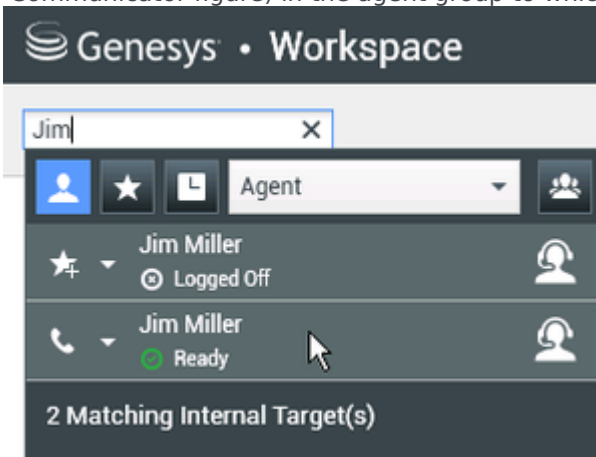 Communicator figure, in the agent group to whic
Genesys • Workspace
Jim
Agent
Jim Miller
Logged Off
Jim Miller
Ready
2 Matching Internal Target(s)